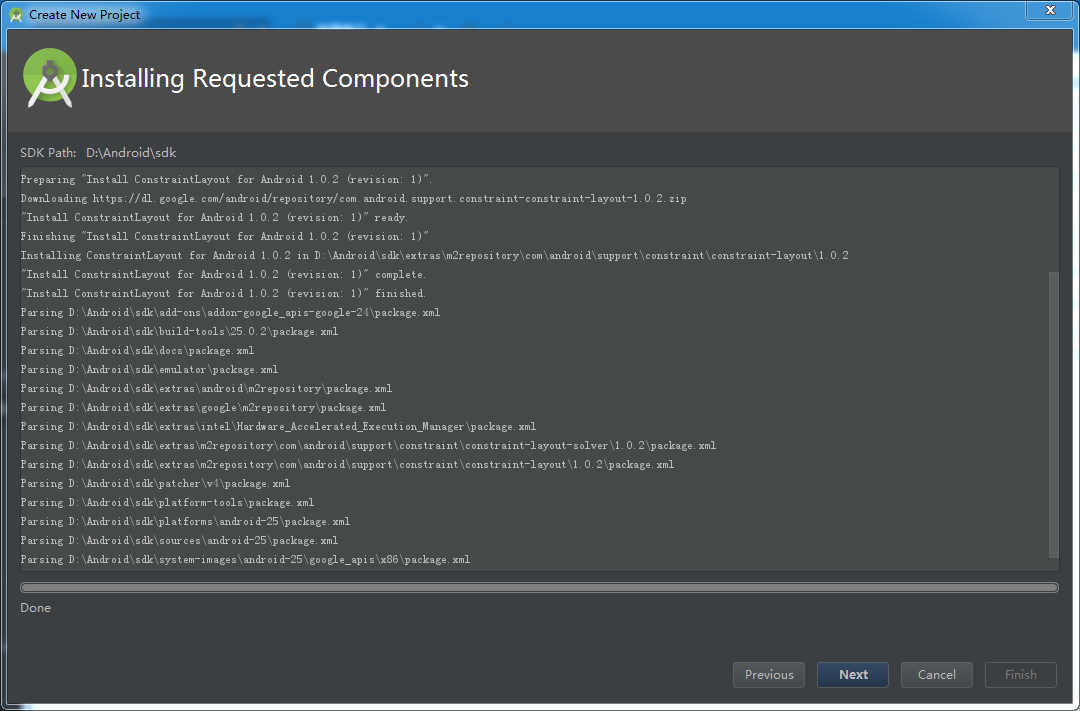 Create New Project
Installing Requested Components
SDK Path: D:\Android\sdk
Preparing "Install ConstraintLayout for Android 1.0.2 (revision: 1)".
Downloading https://dl.google.com/android/repository/com.android.support.constraint-constraint-layout-1.0.2.zip
"Install ConstraintLayout for Android 1.0.2 (revision: 1)" ready.
Finishing "Install ConstraintLayout for Android 1.0.2 (revision: 1)"
Installing ConstraintLayout for Android 1.0.2 in D:\Android\sdk\extras\m2repository\com\android\support\constraint\constraint-layout\1.0.2
"Install ConstraintLayout for Android 1.0.2 (revision: 1)" complete.
"Install ConstraintLayout for Android 1.0.2 (revision: 1)" finished.
Parsing D:\Android\sdk\add-ons\addon-google_apis-google-24\package.xml
Parsing D:\Android\sdk\build-tools\25.0.2\package.xml
Parsing D:\Android\sdk\docs\package.xml
Parsing D:\Android\sdk\emulator\package.xml
Parsing D:\Android\sdk\extras\android\m2repository\package.xml
Parsing D:\Android\sdk\extras\google\m2repository\package.xml
Parsing D:\Android\sdk\extras\intel\Hardware_Accelerated_Execution_Manager\package.xml
Parsing D:\Android\sdk\extras\m2repository\com\android\support\constraint\constraint-layout-solver\1.0.2\package.xml
Parsing D:\Android\sdk\extras\m2repository\com\android\support\constraint\constraint-layout\1.0.2\package.xml
Parsing D:\Android\sdk\patcher\v4\package.xml
Parsing D:\Android\sdk\platform-tools\package.xml
Parsing D:\Android\sdk\platforms\android-25\package.xml
Parsing D:\Android\sdk\sources\android-25\package.xml
Parsing D:\Android\sdk\system-images\android-25\google_apis\x86\package.xml
Done
Previous Next Cancel Finish